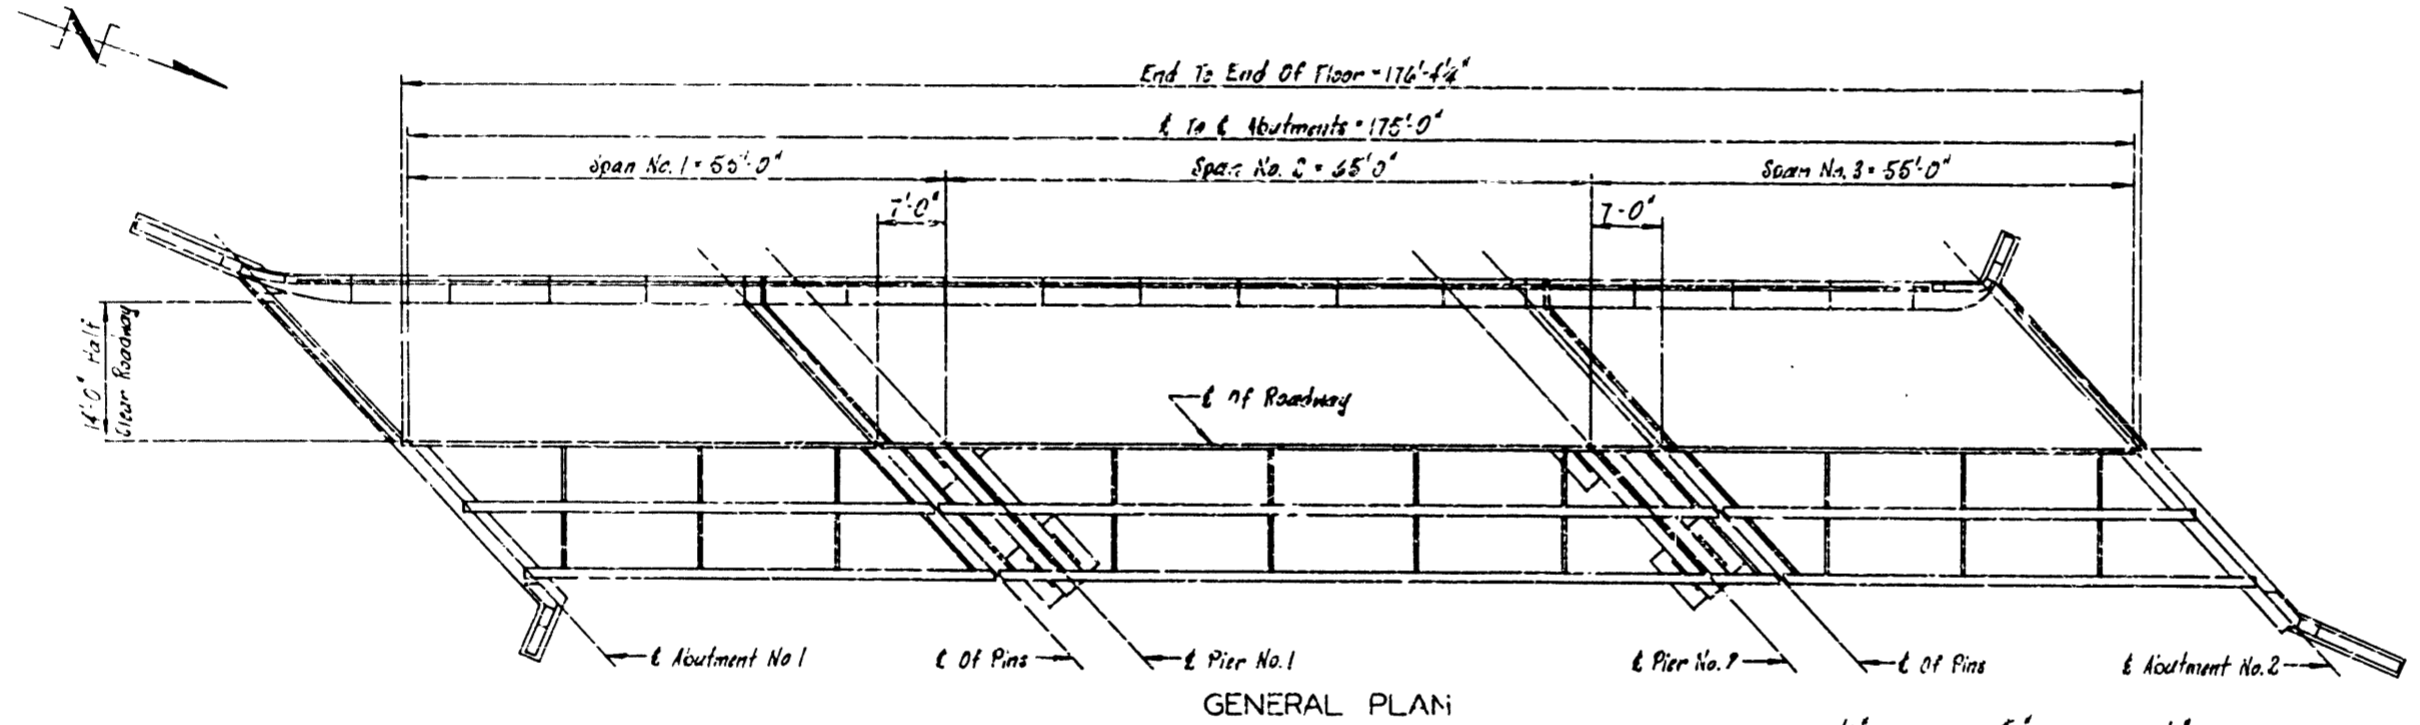 N
End To End Of Floor = 176'-4¼"
℄ To ℄ Abutments = 175'-0"
Span No. 1 = 55'-0"
Span No. 2 = 65'-0"
Span No. 3 = 55'-0"
7'-0"
7'-0"
14'-0" Half
Clear Roadway
℄ Of Roadway
℄ Abutment No 1
℄ Of Pins
℄ Pier No. 1
℄ Pier No. 2
℄ Of Pins
℄ Abutment No. 2
GENERAL PLAN